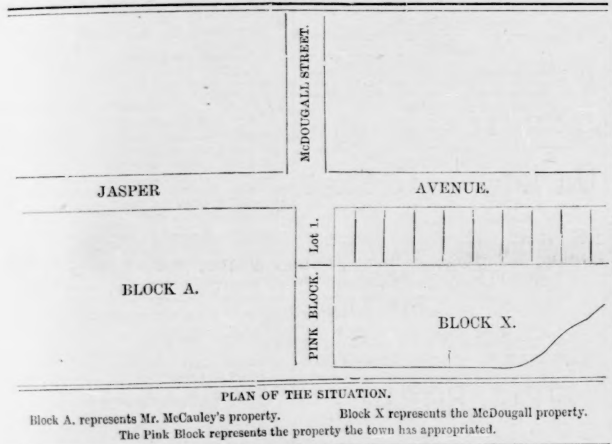 McDOUGALL STREET.
JASPER AVENUE.
Lot 1.
PINK BLOCK.
BLOCK A.
BLOCK X.
PLAN OF THE SITUATION.
Block A. represents Mr. McCauley's property. Block X represents the McDougall property.
The Pink Block represents the property the town has appropriated.